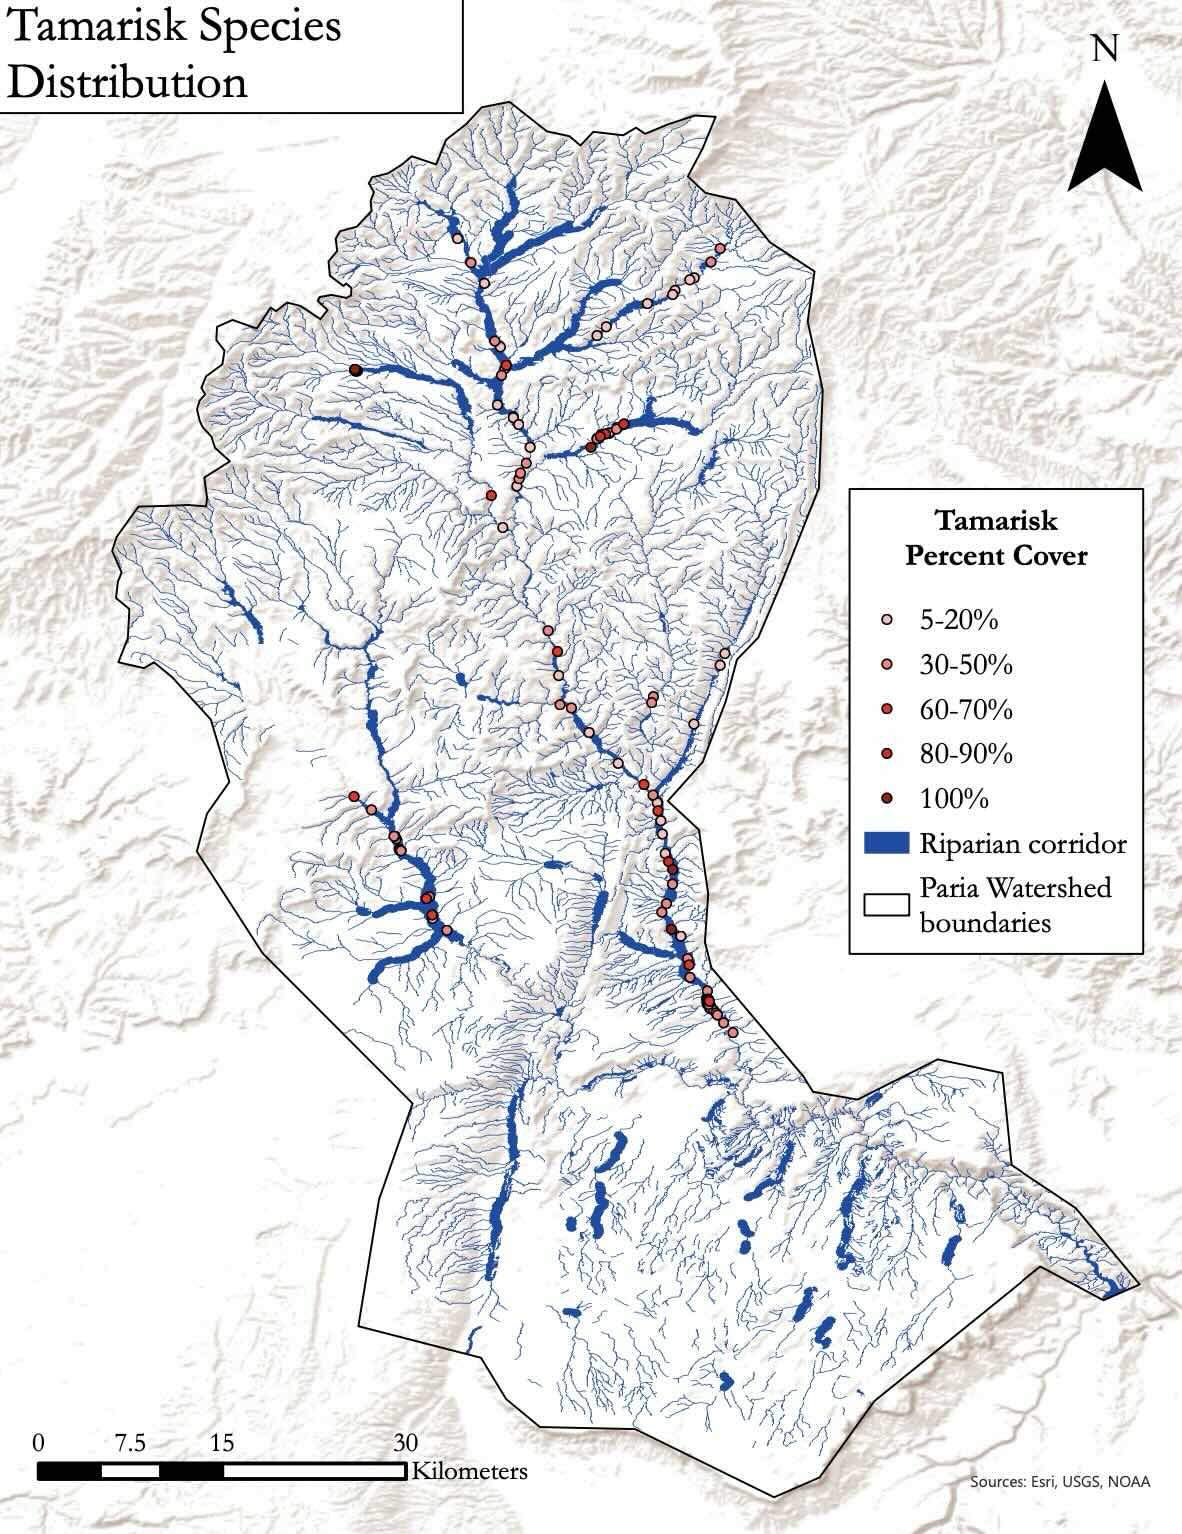 Tamarisk Species
Distribution
N
Tamarisk
Percent Cover
5-20%
30-50%
60-70%
80-90%
100%
Riparian corridor
Paria Watershed
boundaries
0 7.5 15 30
Kilometers
Sources: Esri, USGS, NOAA